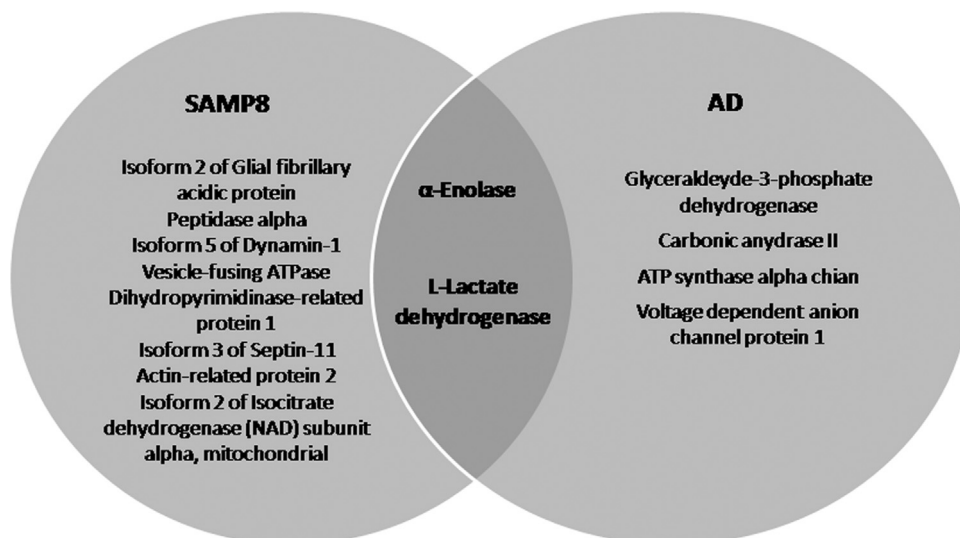 SAMP8
Isoform 2 of Glial fibrillary
acidic protein
Peptidase alpha
Isoform 5 of Dynamin-1
Vesicle-fusing ATPase
Dihydropyrimidinase-related
protein 1
Isoform 3 of Septin-11
Actin-related protein 2
Isoform 2 of Isocitrate
dehydrogenase (NAD) subunit
alpha, mitochondrial
α-Enolase
L-Lactate
dehydrogenase
AD
Glyceraldeyde-3-phosphate
dehydrogenase
Carbonic anydrase II
ATP synthase alpha chian
Voltage dependent anion
channel protein 1